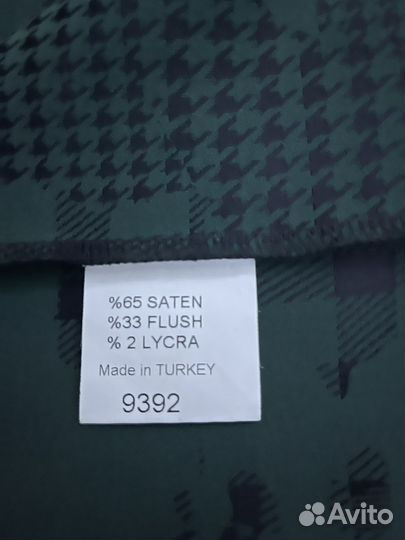 %65 SATEN
%33 FLUSH
% 2 LYCRA
Made in TURKEY
9392
Avito